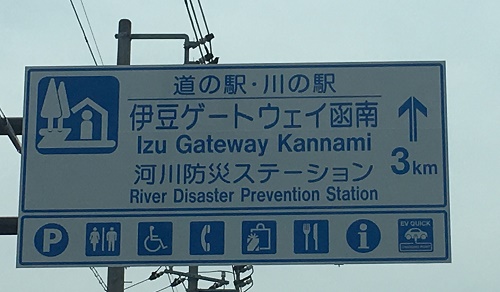 道の駅・川の駅
伊豆ゲートウェイ函南
Izu Gateway Kannami
3km
河川防災ステーション
River Disaster Prevention Station
P
i
EV QUICK